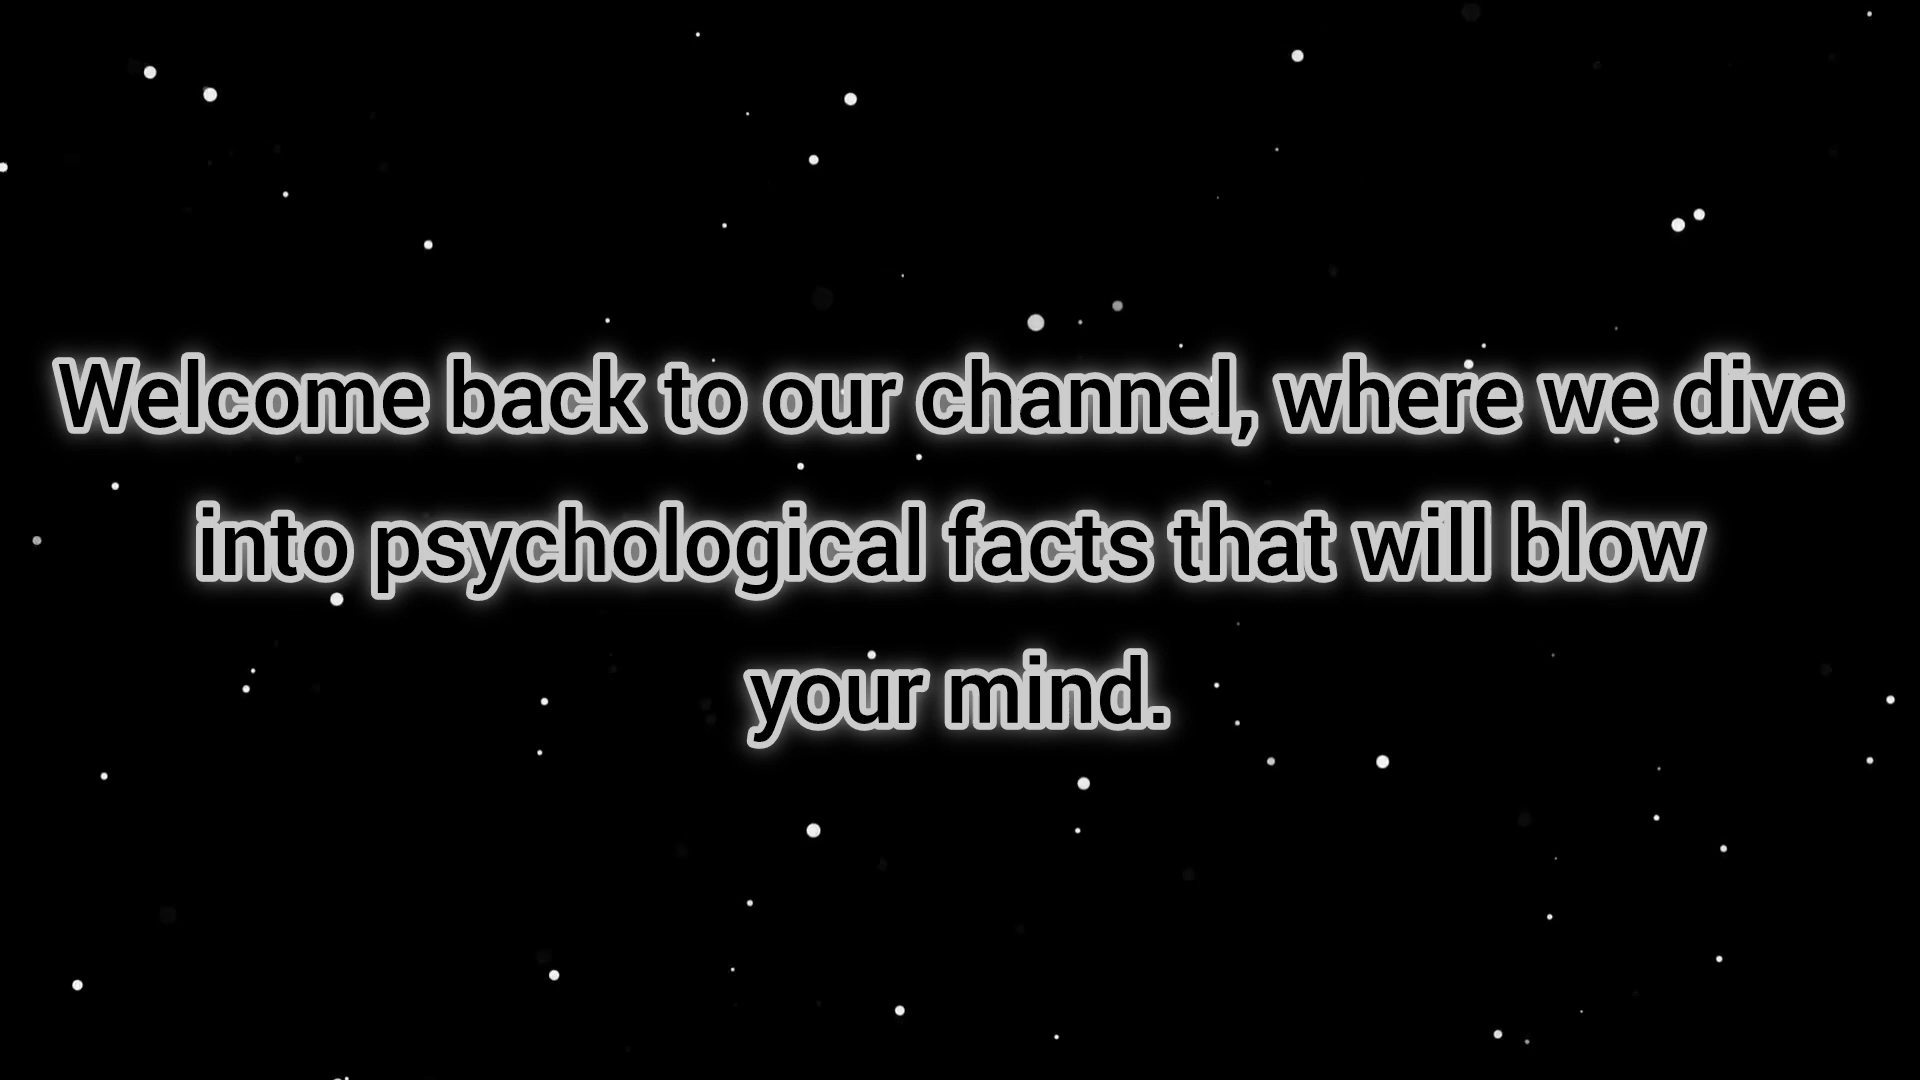 Welcome back to our channel, where we dive
into psychological facts that will blow
your mind.